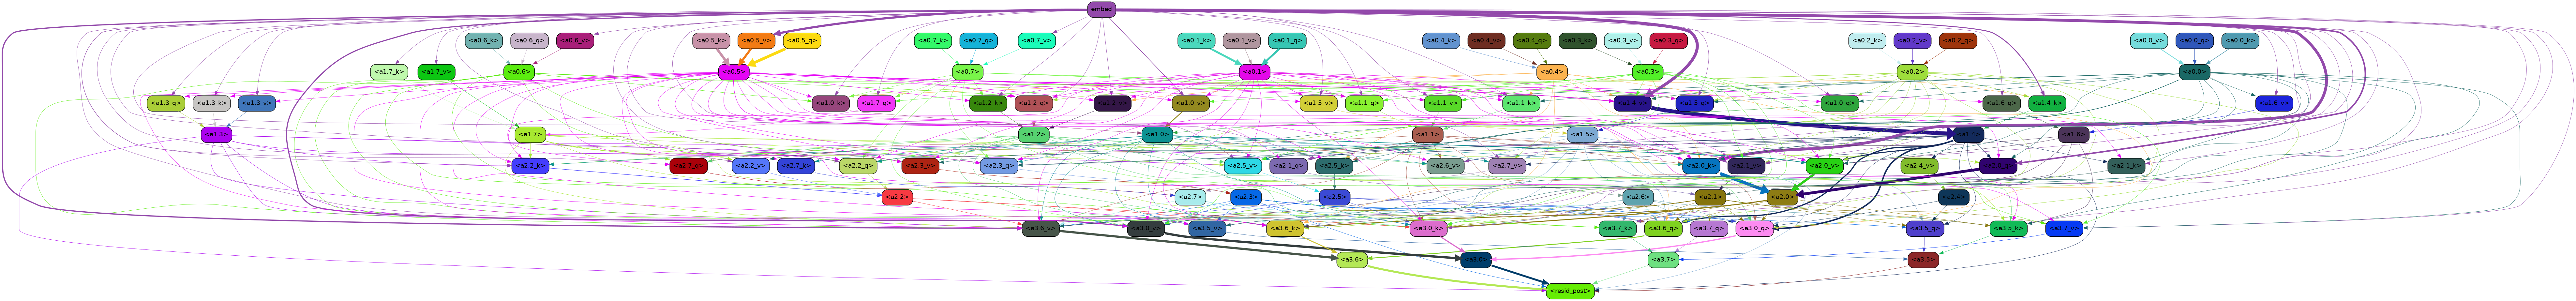 embed
<a0.6_k> <a0.6_q> <a0.6_v> <a0.5_k> <a0.5_v> <a0.5_q> <a0.7_k> <a0.7_q> <a0.7_v> <a0.1_k> <a0.1_v> <a0.1_q> <a0.4_k> <a0.4_v> <a0.4_q> <a0.3_k> <a0.3_v> <a0.3_q> <a0.2_k> <a0.2_v> <a0.2_q> <a0.0_v> <a0.0_q> <a0.0_k>
<a1.7_k> <a1.7_v> <a0.6> <a0.5> <a0.7> <a0.1> <a0.4> <a0.3> <a0.2> <a0.0>
<a1.3_q> <a1.3_k> <a1.3_v> <a1.0_k> <a1.7_q> <a1.2_k> <a1.2_q> <a1.0_v> <a1.5_v> <a1.1_q> <a1.1_v> <a1.1_k> <a1.4_v> <a1.5_q> <a1.0_q> <a1.6_q> <a1.4_k> <a1.6_v>
<a1.3> <a1.7> <a1.2> <a1.0> <a1.1> <a1.5> <a1.4> <a1.6>
<a2.2_k> <a2.7_q> <a2.2_v> <a2.7_k> <a2.2_q> <a2.3_v> <a2.3_q> <a2.5_v> <a2.1_q> <a2.5_k> <a2.6_v> <a2.7_v> <a2.0_k> <a2.1_v> <a2.0_v> <a2.4_v> <a2.1_k>
<a2.2> <a2.7> <a2.3> <a2.5> <a2.6> <a2.1> <a2.0>
<a3.6_v> <a3.0_v> <a3.5_v> <a3.6_k> <a3.0_k> <a3.7_k> <a3.6_q> <a3.7_q> <a3.0_q> <a3.5_q> <a3.5_k> <a3.7_v>
<a3.6> <a3.0> <a3.7> <a3.5>
<resid_post>